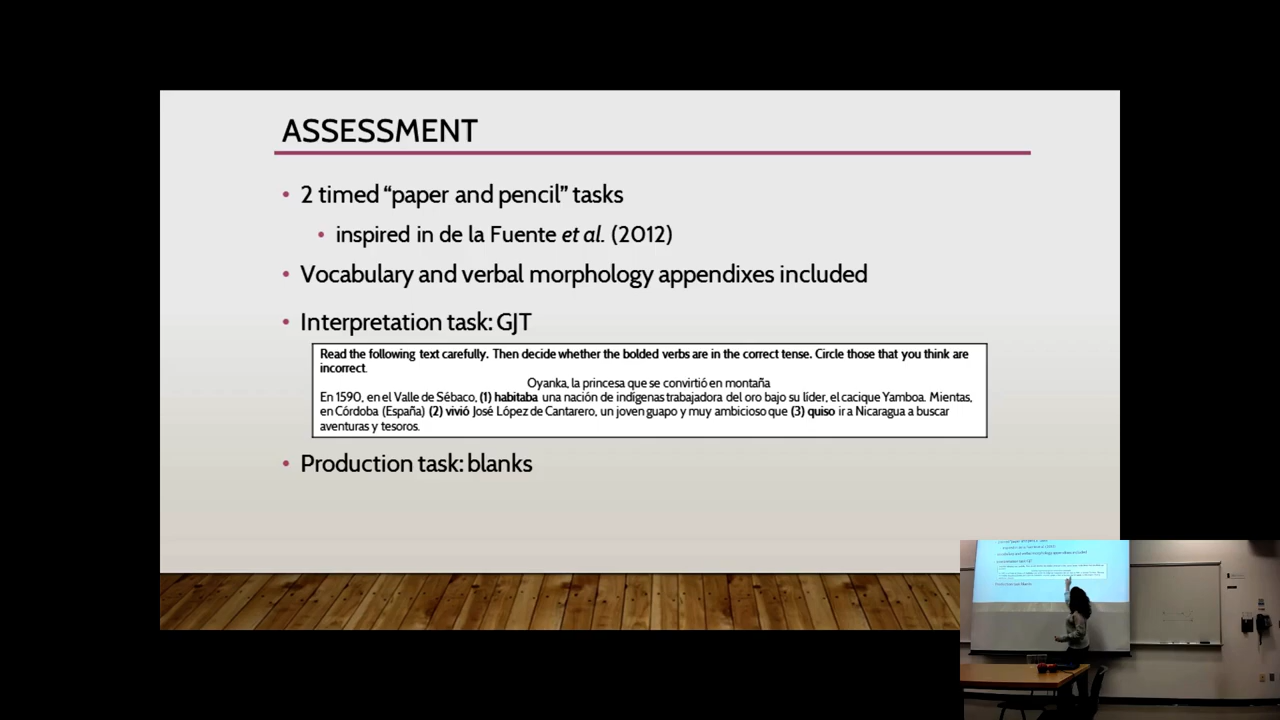 ASSESSMENT
• 2 timed “paper and pencil” tasks
• inspired in de la Fuente et al. (2012)
• Vocabulary and verbal morphology appendixes included
• Interpretation task: GJT
Read the following text carefully. Then decide whether the bolded verbs are in the correct tense. Circle those that you think are
incorrect.
Oyanka, la princesa que se convirtió en montaña
En 1590, en el Valle de Sébaco, (1) habitaba una nación de indígenas trabajadora del oro bajo su líder, el cacique Yamboa. Mientas,
en Córdoba (España) (2) vivió José López de Cantarero, un joven guapo y muy ambicioso que (3) quiso ir a Nicaragua a buscar
aventuras y tesoros.
• Production task: blanks